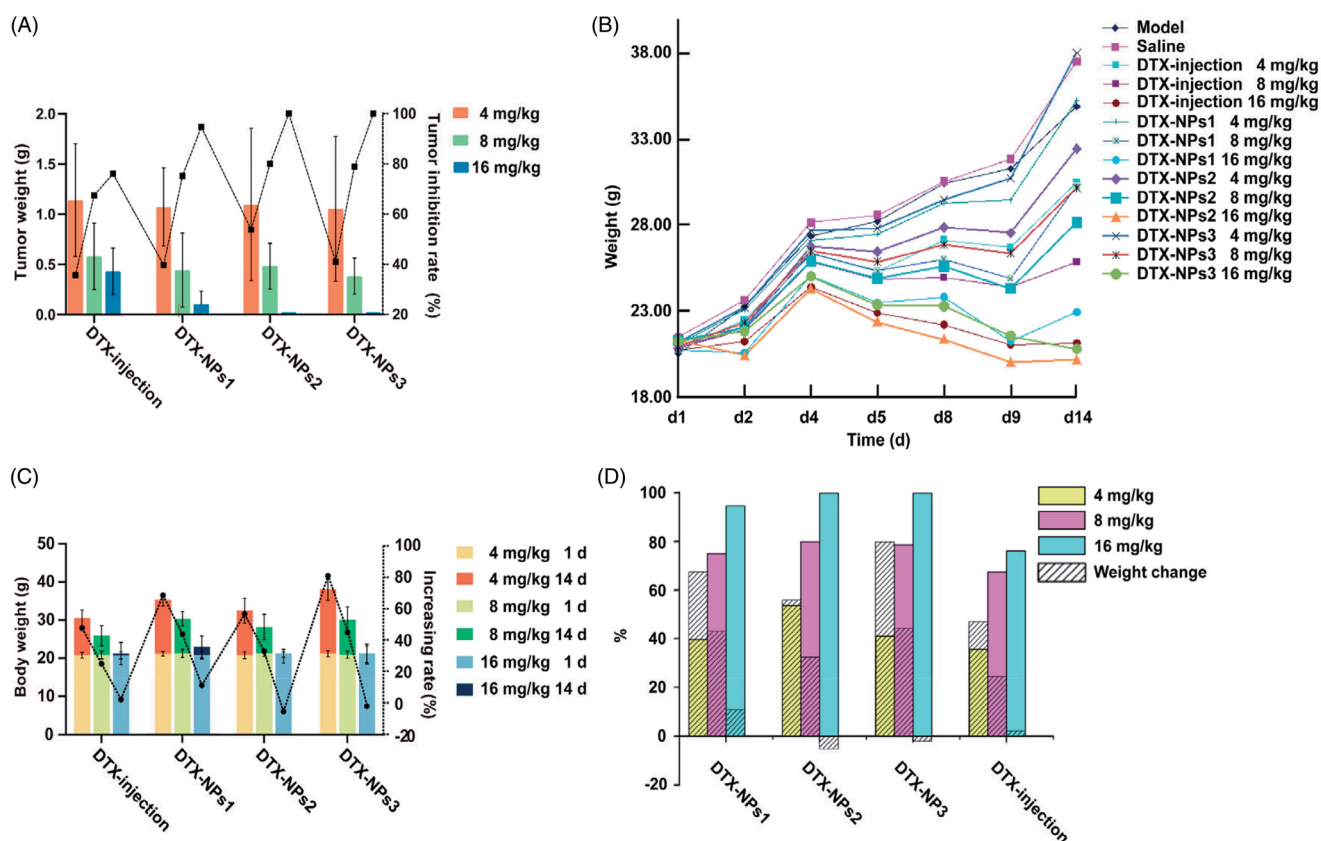 (A)
2.0
1.5
1.0
0.5
0.0
Tumor weight (g)
100
80
60
40
20
Tumor inhibition rate (%)
4 mg/kg
8 mg/kg
16 mg/kg
DTX-injection
DTX-NPs1
DTX-NPs2
DTX-NPs3
(B)
38.00
33.00
28.00
23.00
18.00
Weight (g)
d1 d2 d4 d5 d8 d9 d14
Time (d)
Model
Saline
DTX-injection 4 mg/kg
DTX-injection 8 mg/kg
DTX-injection 16 mg/kg
DTX-NPs1 4 mg/kg
DTX-NPs1 8 mg/kg
DTX-NPs1 16 mg/kg
DTX-NPs2 4 mg/kg
DTX-NPs2 8 mg/kg
DTX-NPs2 16 mg/kg
DTX-NPs3 4 mg/kg
DTX-NPs3 8 mg/kg
DTX-NPs3 16 mg/kg
(C)
50
40
30
20
10
0
Body weight (g)
100
80
60
40
20
0
-20
Increasing rate (%)
4 mg/kg 1 d
4 mg/kg 14 d
8 mg/kg 1 d
8 mg/kg 14 d
16 mg/kg 1 d
16 mg/kg 14 d
DTX-injection
DTX-NPs1
DTX-NPs2
DTX-NPs3
(D)
100
80
60
40
20
0
-20
%
4 mg/kg
8 mg/kg
16 mg/kg
Weight change
DTX-NPs1
DTX-NPs2
DTX-NP3
DTX-injection